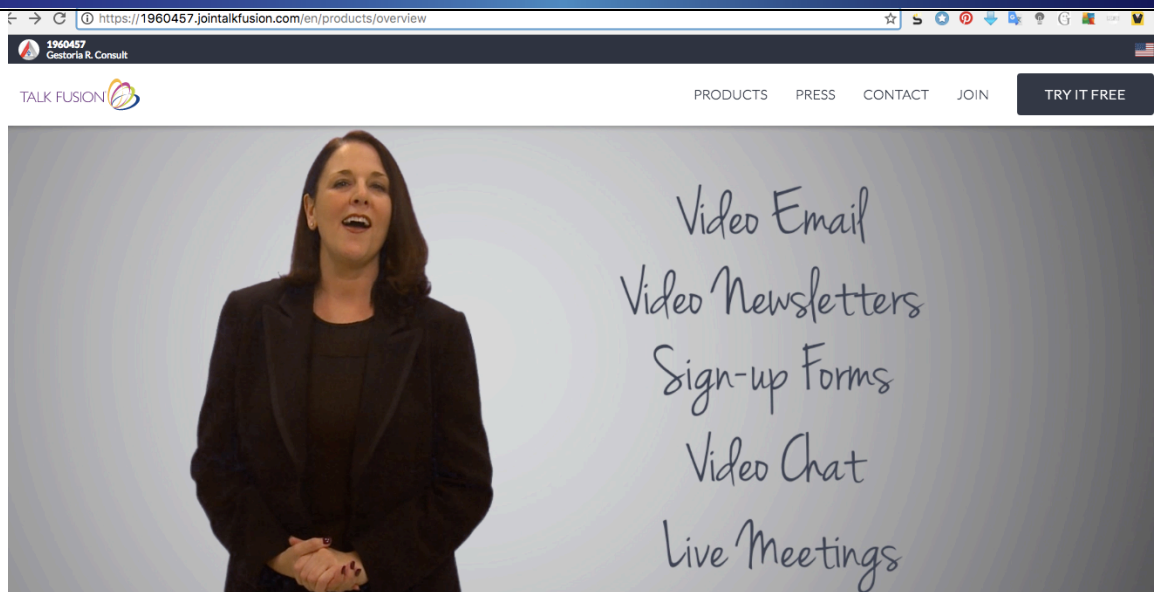 https://1960457.jointalkfusion.com/en/products/overview
1960457
Gestoria R. Consult
TALK FUSION
PRODUCTS PRESS CONTACT JOIN TRY IT FREE
Video Email
Video Newsletters
Sign-up Forms
Video Chat
Live Meetings